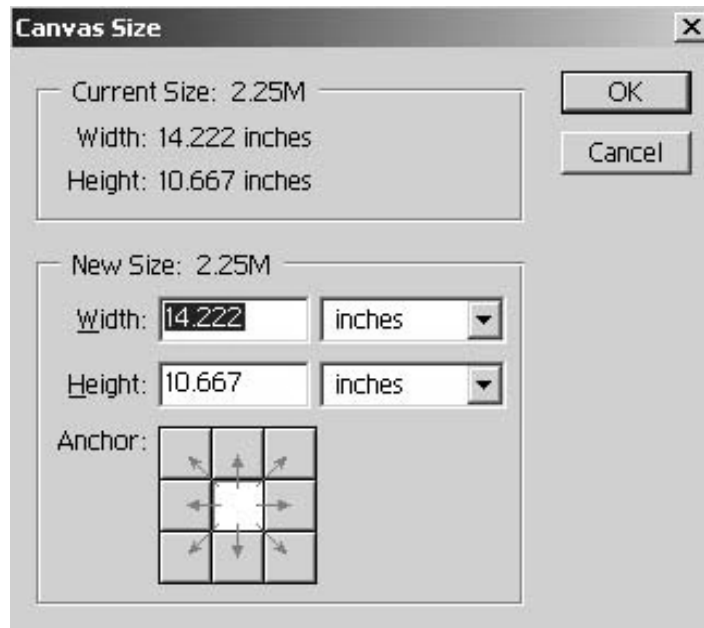 Canvas Size
Current Size: 2.25M
Width: 14.222 inches
Height: 10.667 inches
OK
Cancel
New Size: 2.25M
Width: 14.222 inches
Height: 10.667 inches
Anchor: